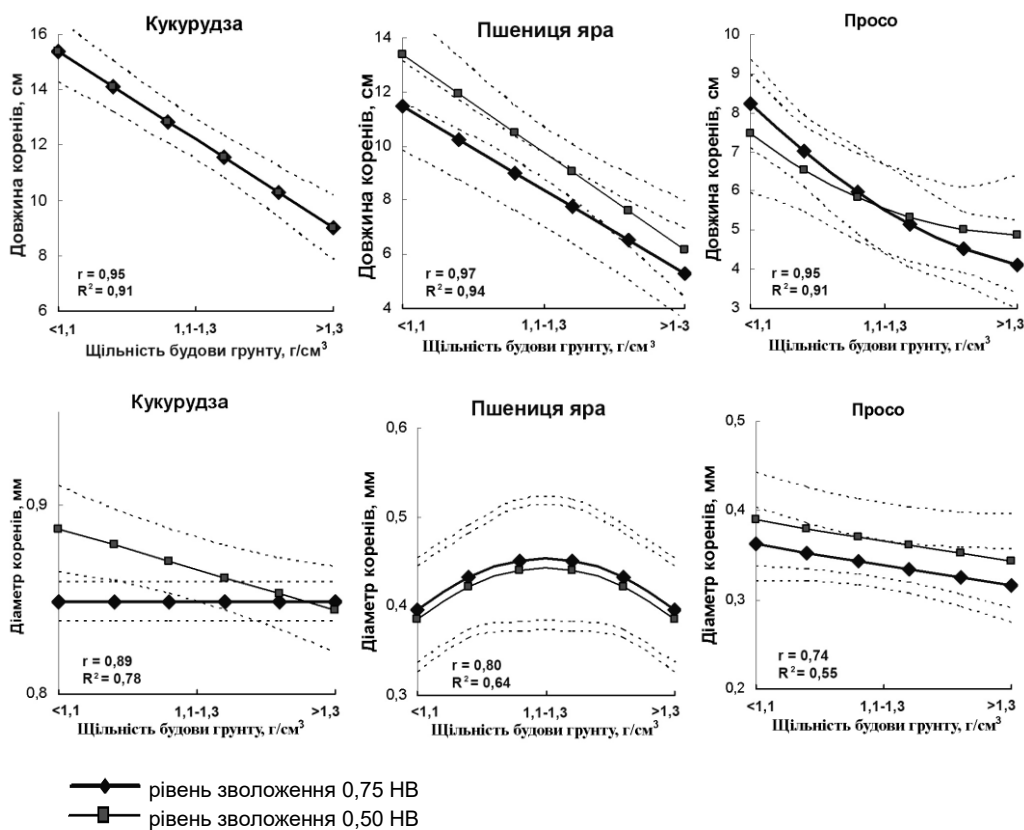 Кукурудза
Довжина коренів, см
16
14
12
10
8
6
r = 0,95
R² = 0,91
<1,1 1,1-1,3 >1,3
Щільність будови грунту, г/см³
Пшениця яра
Довжина коренів, см
14
12
10
8
6
4
r = 0,97
R² = 0,94
<1,1 1,1-1,3 >1-3
Щільність будови грунту, г/см³
Просо
Довжина коренів, см
10
9
8
7
6
5
4
3
r = 0,95
R² = 0,91
<1,1 1,1-1,3 >1,3
Щільність будови грунту, г/см³
Кукурудза
Діаметр коренів, мм
0,9
0,8
r = 0,89
R² = 0,78
<1,1 1,1-1,3 >1,3
Щільність будови грунту, г/см³
Пшениця яра
Діаметр коренів, мм
0,6
0,5
0,4
0,3
r = 0,80
R² = 0,64
<1,1 1,1-1,3 >1,3
Щільність будови грунту, г/см³
Просо
Діаметр коренів, мм
0,5
0,4
0,3
0,2
r = 0,74
R² = 0,55
<1,1 1,1-1,3 >1,3
Щільність будови грунту, г/см³
рівень зволоження 0,75 НВ
рівень зволоження 0,50 НВ